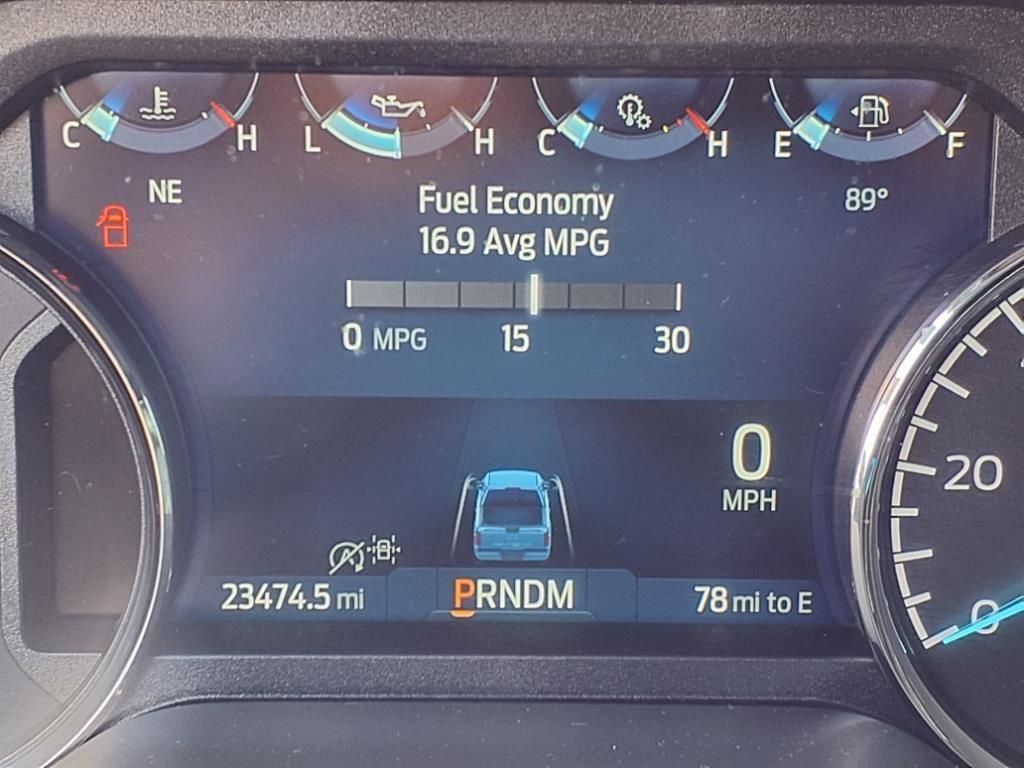 C H L H C H E F
NE
89°
Fuel Economy
16.9 Avg MPG
0 MPG 15 30
0
MPH
20
0
23474.5 mi
PRNDM
78 mi to E